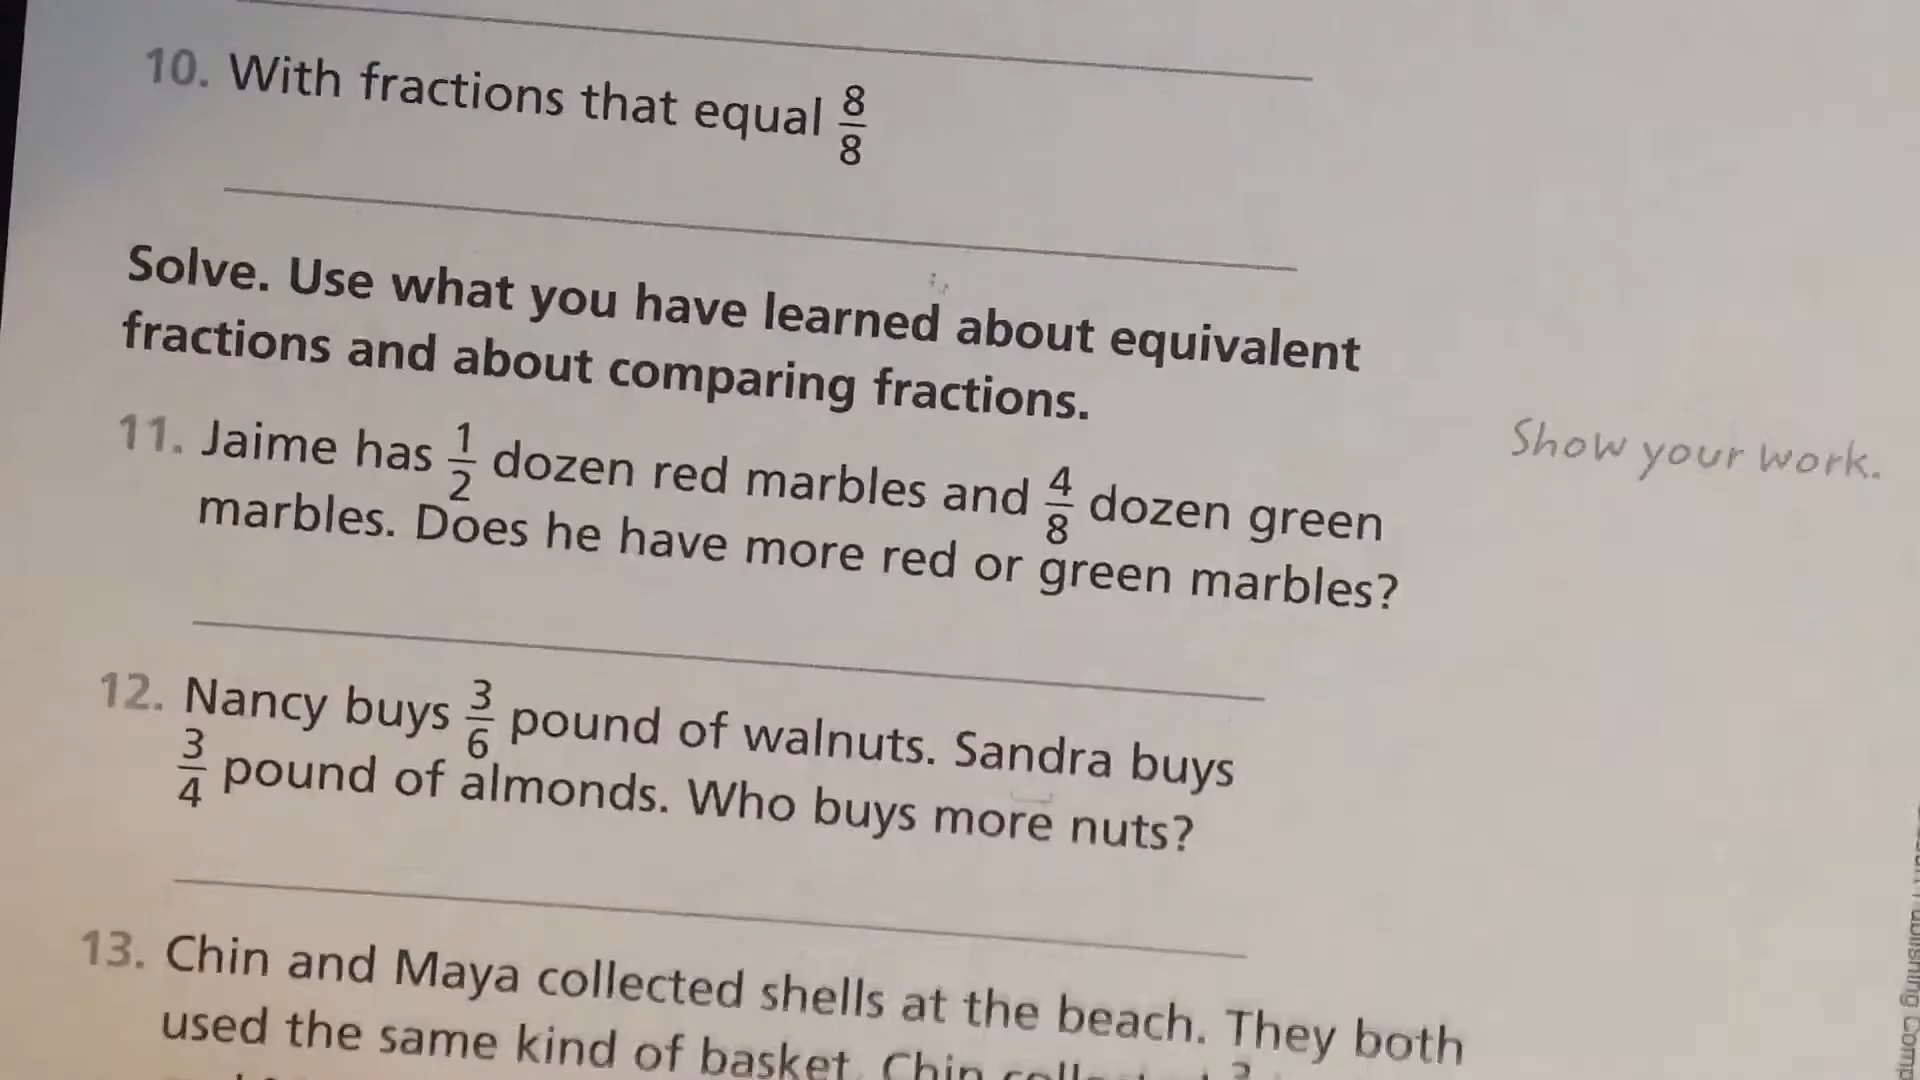 10. With fractions that equal 8/8
Solve. Use what you have learned about equivalent
fractions and about comparing fractions.
Show your work.
11. Jaime has 1/2 dozen red marbles and 4/8 dozen green
marbles. Does he have more red or green marbles?
12. Nancy buys 3/6 pound of walnuts. Sandra buys
3/4 pound of almonds. Who buys more nuts?
13. Chin and Maya collected shells at the beach. They both
used the same kind of basket. Chin